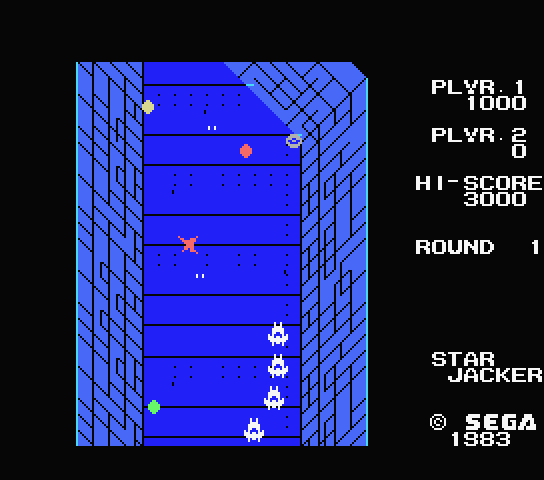 PLYR.1
1000
PLYR.2
0
HI-SCORE
3000
ROUND 1
STAR
JACKER
© SEGA
1983